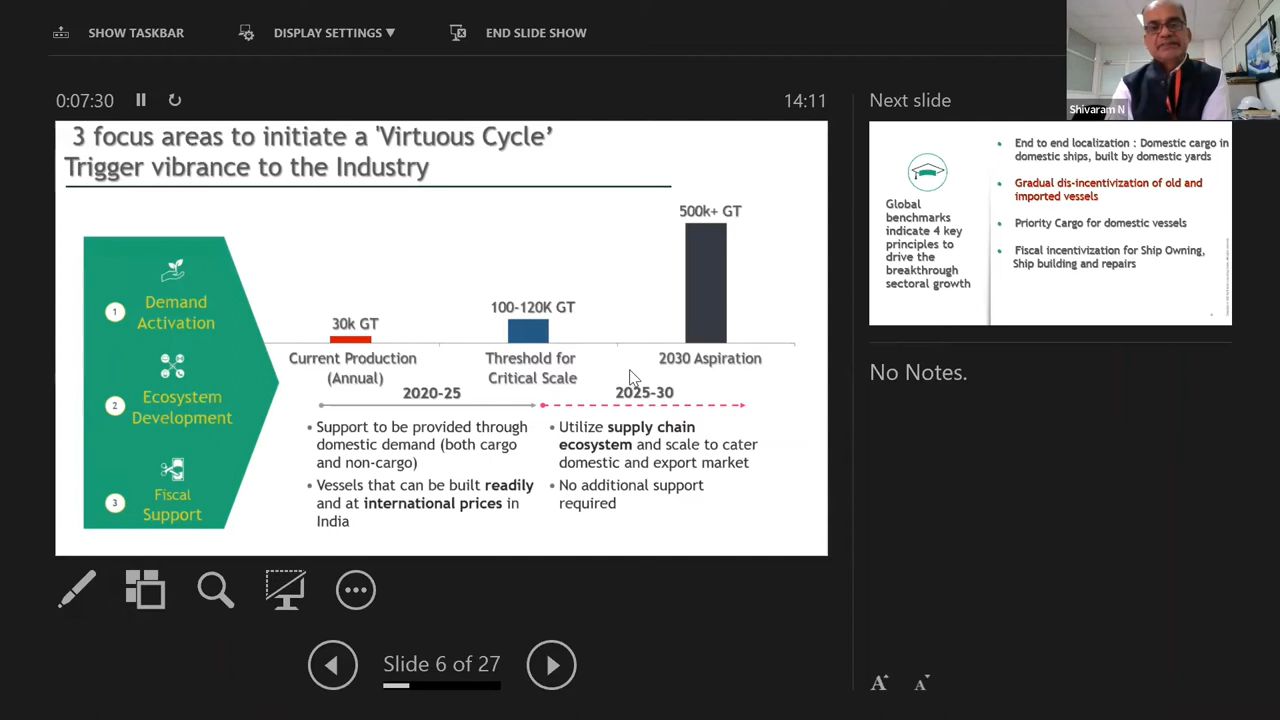 SHOW TASKBAR
DISPLAY SETTINGS ▼
END SLIDE SHOW
0:07:30
14:11
3 focus areas to initiate a 'Virtuous Cycle’
Trigger vibrance to the Industry
1
Demand
Activation
2
Ecosystem
Development
3
Fiscal
Support
30k GT
100-120K GT
500k+ GT
Current Production
(Annual)
Threshold for
Critical Scale
2030 Aspiration
2020-25
2025-30
• Support to be provided through
domestic demand (both cargo
and non-cargo)
• Vessels that can be built readily
and at international prices in
India
• Utilize supply chain
ecosystem and scale to cater
domestic and export market
• No additional support
required
Slide 6 of 27
Shivaram N
Next slide
Global
benchmarks
indicate 4 key
principles to
drive the
breakthrough
sectoral growth
• End to end localization : Domestic cargo in
domestic ships, built by domestic yards
• Gradual dis-incentivization of old and
imported vessels
• Priority Cargo for domestic vessels
• Fiscal incentivization for Ship Owning,
Ship building and repairs
No Notes.
A A